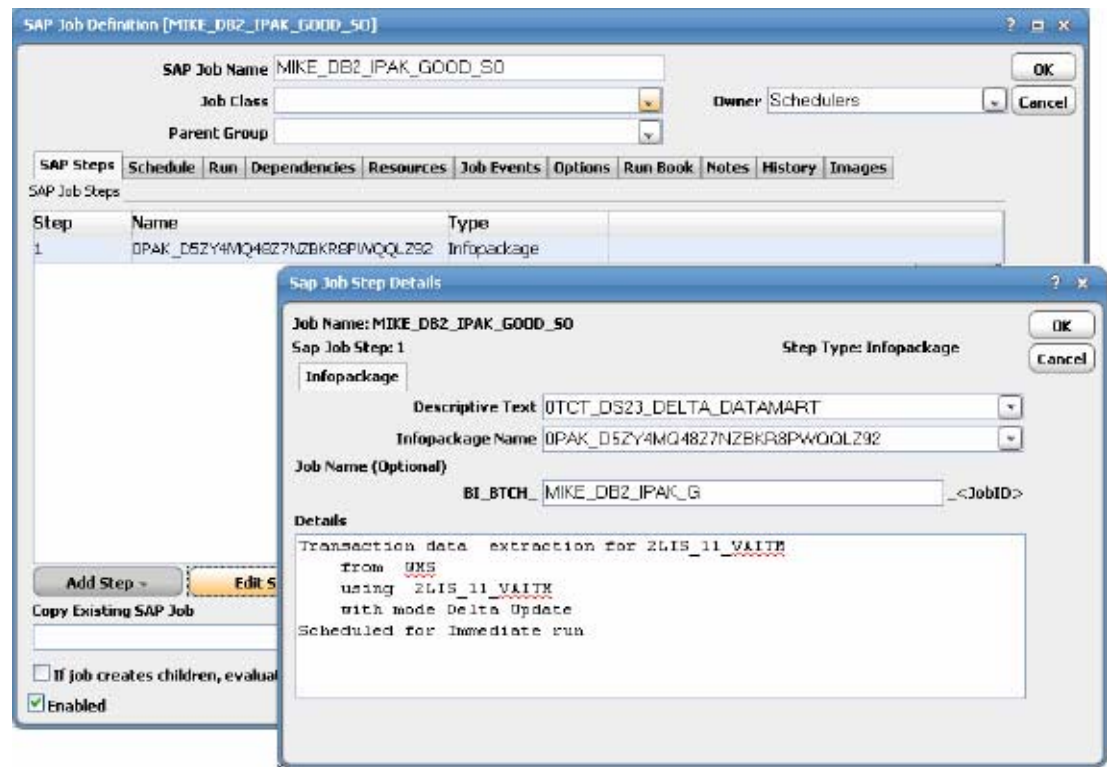 SAP Job Definition [MIKE_DB2_IPAK_GOOD_SO]
SAP Job Name MIKE_DB2_IPAK_GOOD_SO
OK
Job Class
Owner Schedulers
Cancel
Parent Group
SAP Steps Schedule Run Dependencies Resources Job Events Options Run Book Notes History Images
SAP Job Steps
Step Name Type
1 0PAK_D5ZY4MQ48Z7NZBKR8PWOQLZ92 Infopackage
Sap Job Step Details
Job Name: MIKE_DB2_IPAK_GOOD_SO
OK
Sap Job Step: 1
Step Type: Infopackage
Cancel
Infopackage
Descriptive Text 0TCT_DS23_DELTA_DATAMART
Infopackage Name 0PAK_D5ZY4MQ48Z7NZBKR8PWOQLZ92
Job Name (Optional)
BI_BTCH_ MIKE_DB2_IPAK_G _<JobID>
Details
Transaction data extraction for 2LIS_11_VAITM
from
using 2LIS_11_VAITM
with mode Delta Update
Scheduled for Immediate run
Add Step
Edit S
Copy Existing SAP Job
If job creates children, evalua
Enabled